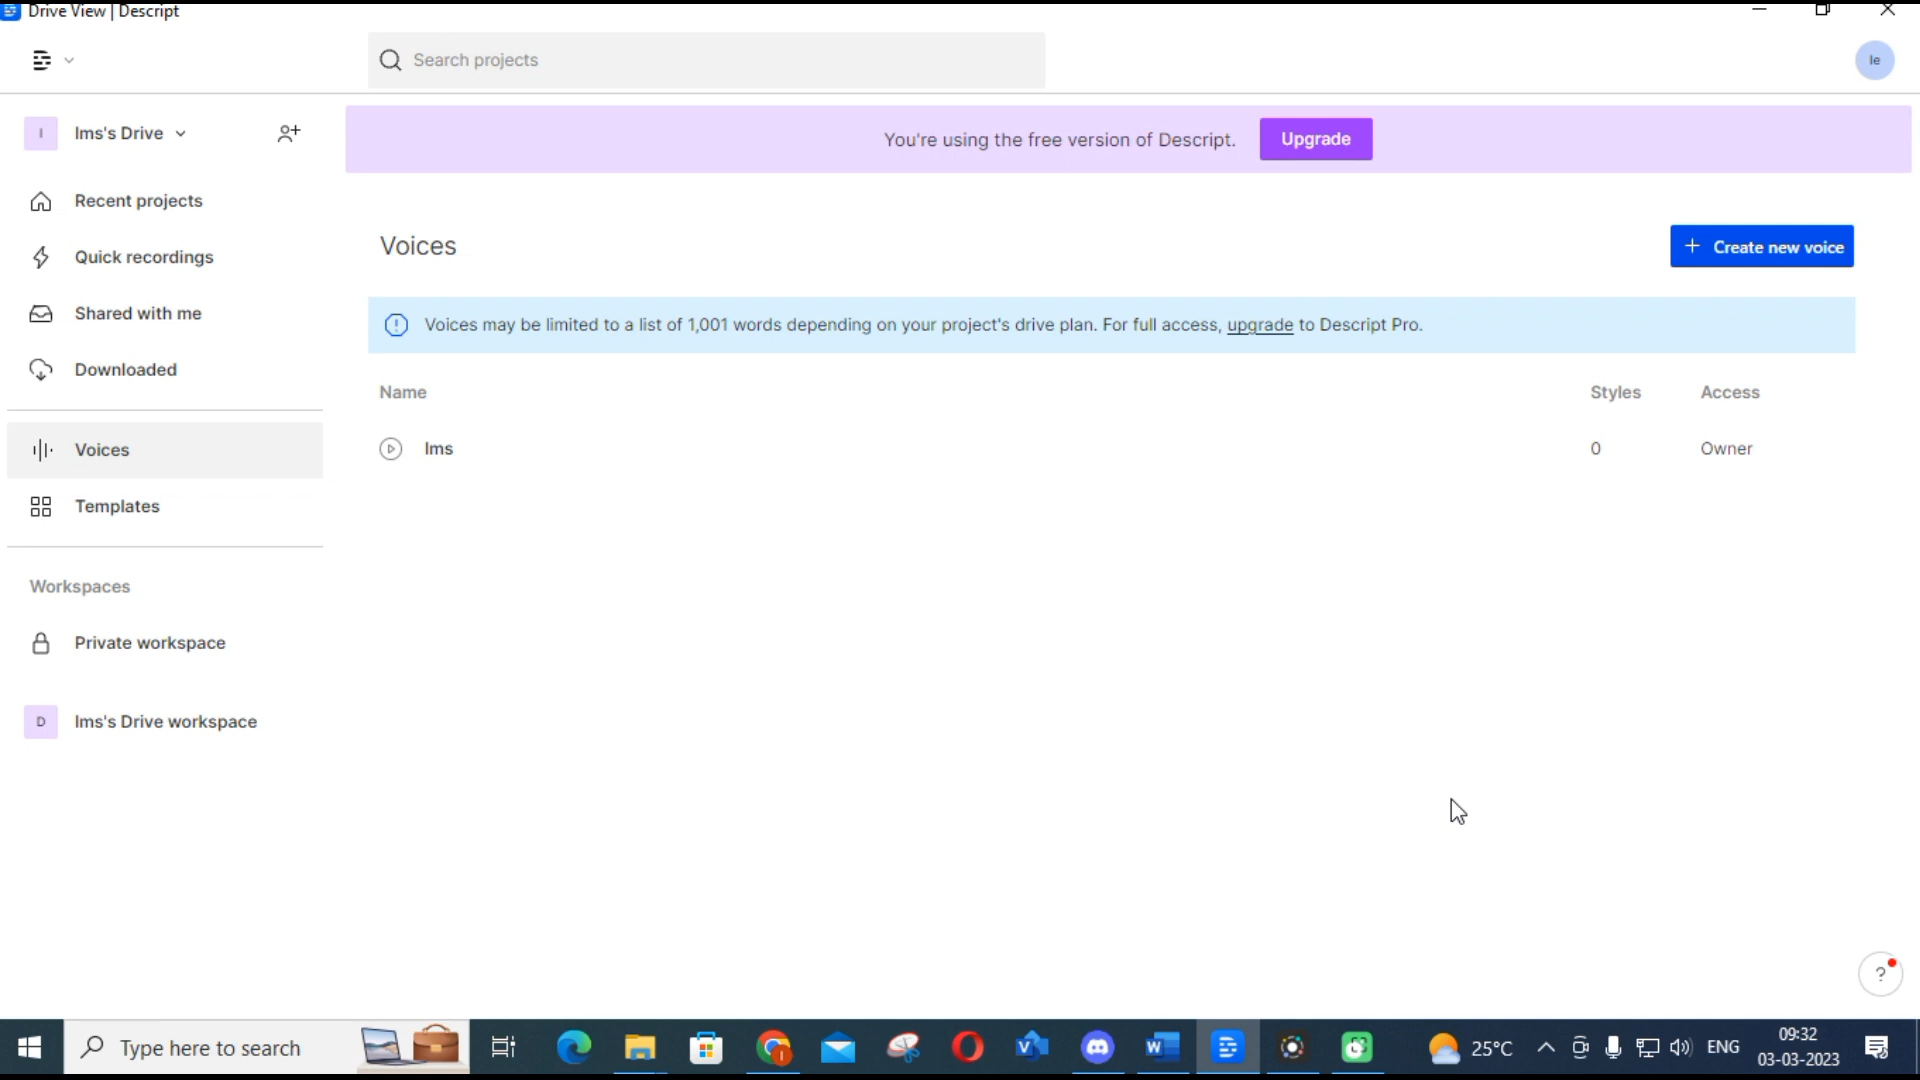 Drive View | Descript
Search projects
le
I Ims's Drive
You're using the free version of Descript. Upgrade
Recent projects
Quick recordings
Shared with me
Downloaded
Voices
Templates
Workspaces
Private workspace
D Ims's Drive workspace
Voices
+ Create new voice
Voices may be limited to a list of 1,001 words depending on your project's drive plan. For full access, upgrade to Descript Pro.
Name Styles Access
Ims 0 Owner
?
Type here to search
25°C
ENG
09:32
03-03-2023